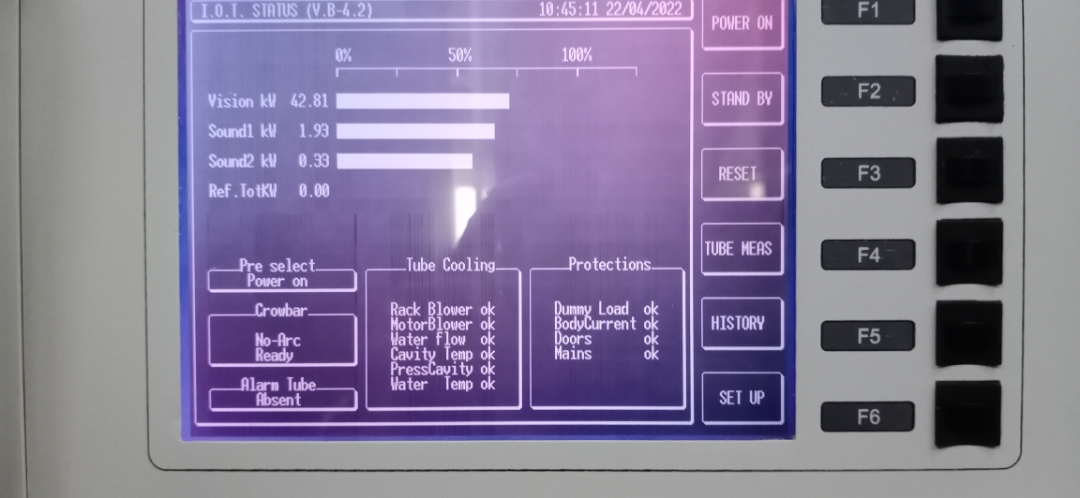 I.O.T. STATUS (V.B-4.2) 10:45:11 22/04/2022
0% 50% 100%
Vision kW 42.81
Sound1 kW 1.93
Sound2 kW 0.33
Ref.TotKW 0.00
Pre select
Power on
Crowbar
No-Arc
Ready
Alarm Tube
Absent
Tube Cooling
Rack Blower ok
MotorBlower ok
Water flow ok
Cavity Temp ok
PressCavity ok
Water Temp ok
Protections
Dummy Load ok
BodyCurrent ok
Doors ok
Mains ok
POWER ON
STAND BY
RESET
TUBE MEAS
HISTORY
SET UP
F1
F2
F3
F4
F5
F6